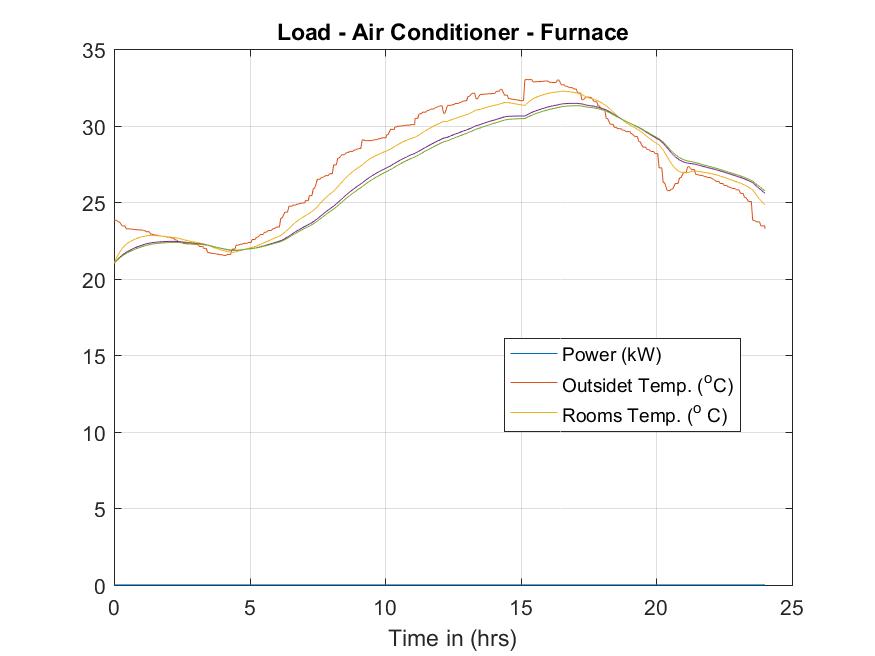 Load - Air Conditioner - Furnace
35
30
25
20
15
10
5
0
Power (kW)
Outsidet Temp. (°C)
Rooms Temp. (° C)
0 5 10 15 20 25
Time in (hrs)